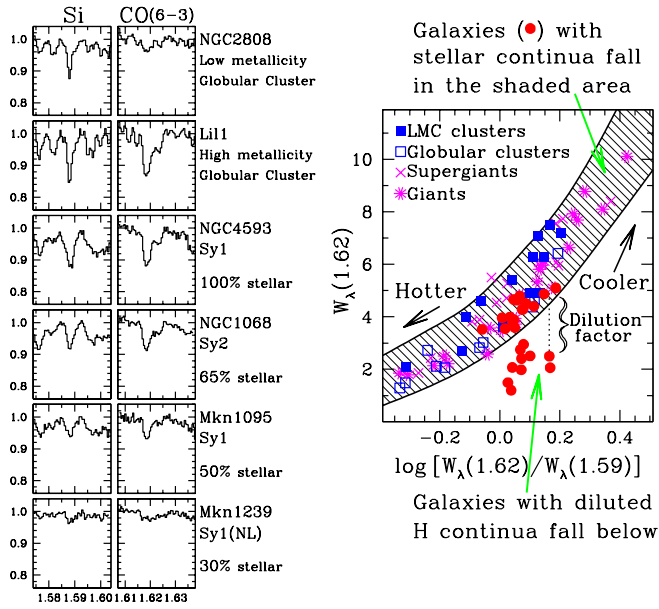 Si CO(6−3)
1.0
0.9
0.8
NGC2808
Low metallicity
Globular Cluster
1.0
0.9
0.8
Lil1
High metallicity
Globular Cluster
1.0
0.9
0.8
NGC4593
Sy1
100% stellar
1.0
0.9
0.8
NGC1068
Sy2
65% stellar
1.0
0.9
0.8
Mkn1095
Sy1
50% stellar
1.0
0.9
0.8
Mkn1239
Sy1(NL)
30% stellar
1.58 1.59 1.60 1.61 1.62 1.63
Galaxies (●) with
stellar continua fall
in the shaded area
LMC clusters
Globular clusters
Supergiants
Giants
Hotter
Cooler
Dilution
factor
10
8
6
4
2
Wλ(1.62)
−0.2 0.0 0.2 0.4
log[Wλ(1.62)/Wλ(1.59)]
Galaxies with diluted
H continua fall below